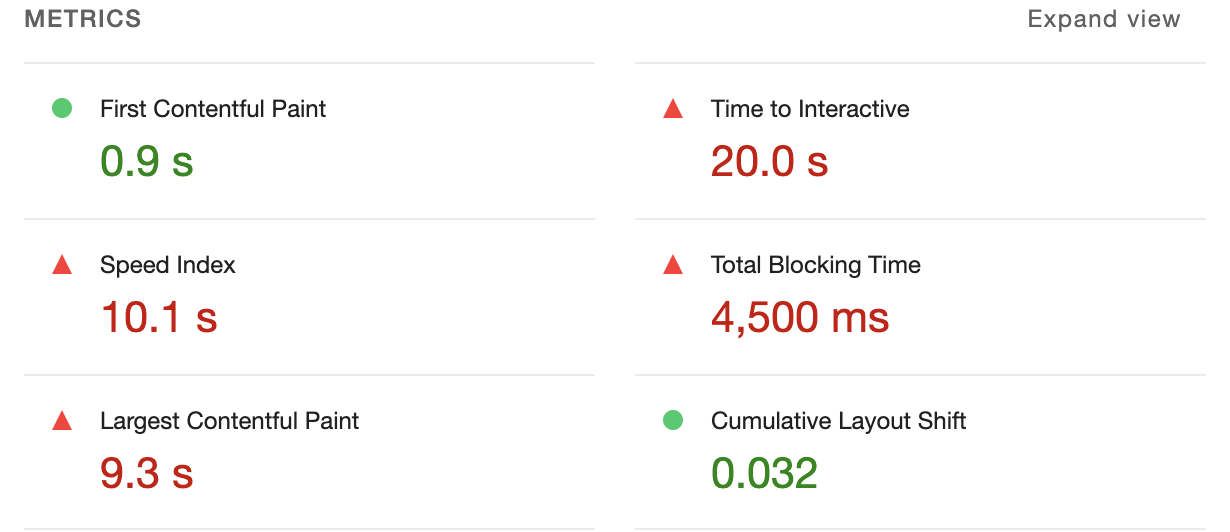 METRICS
Expand view
First Contentful Paint
0.9 s
Time to Interactive
20.0 s
Speed Index
10.1 s
Total Blocking Time
4,500 ms
Largest Contentful Paint
9.3 s
Cumulative Layout Shift
0.032